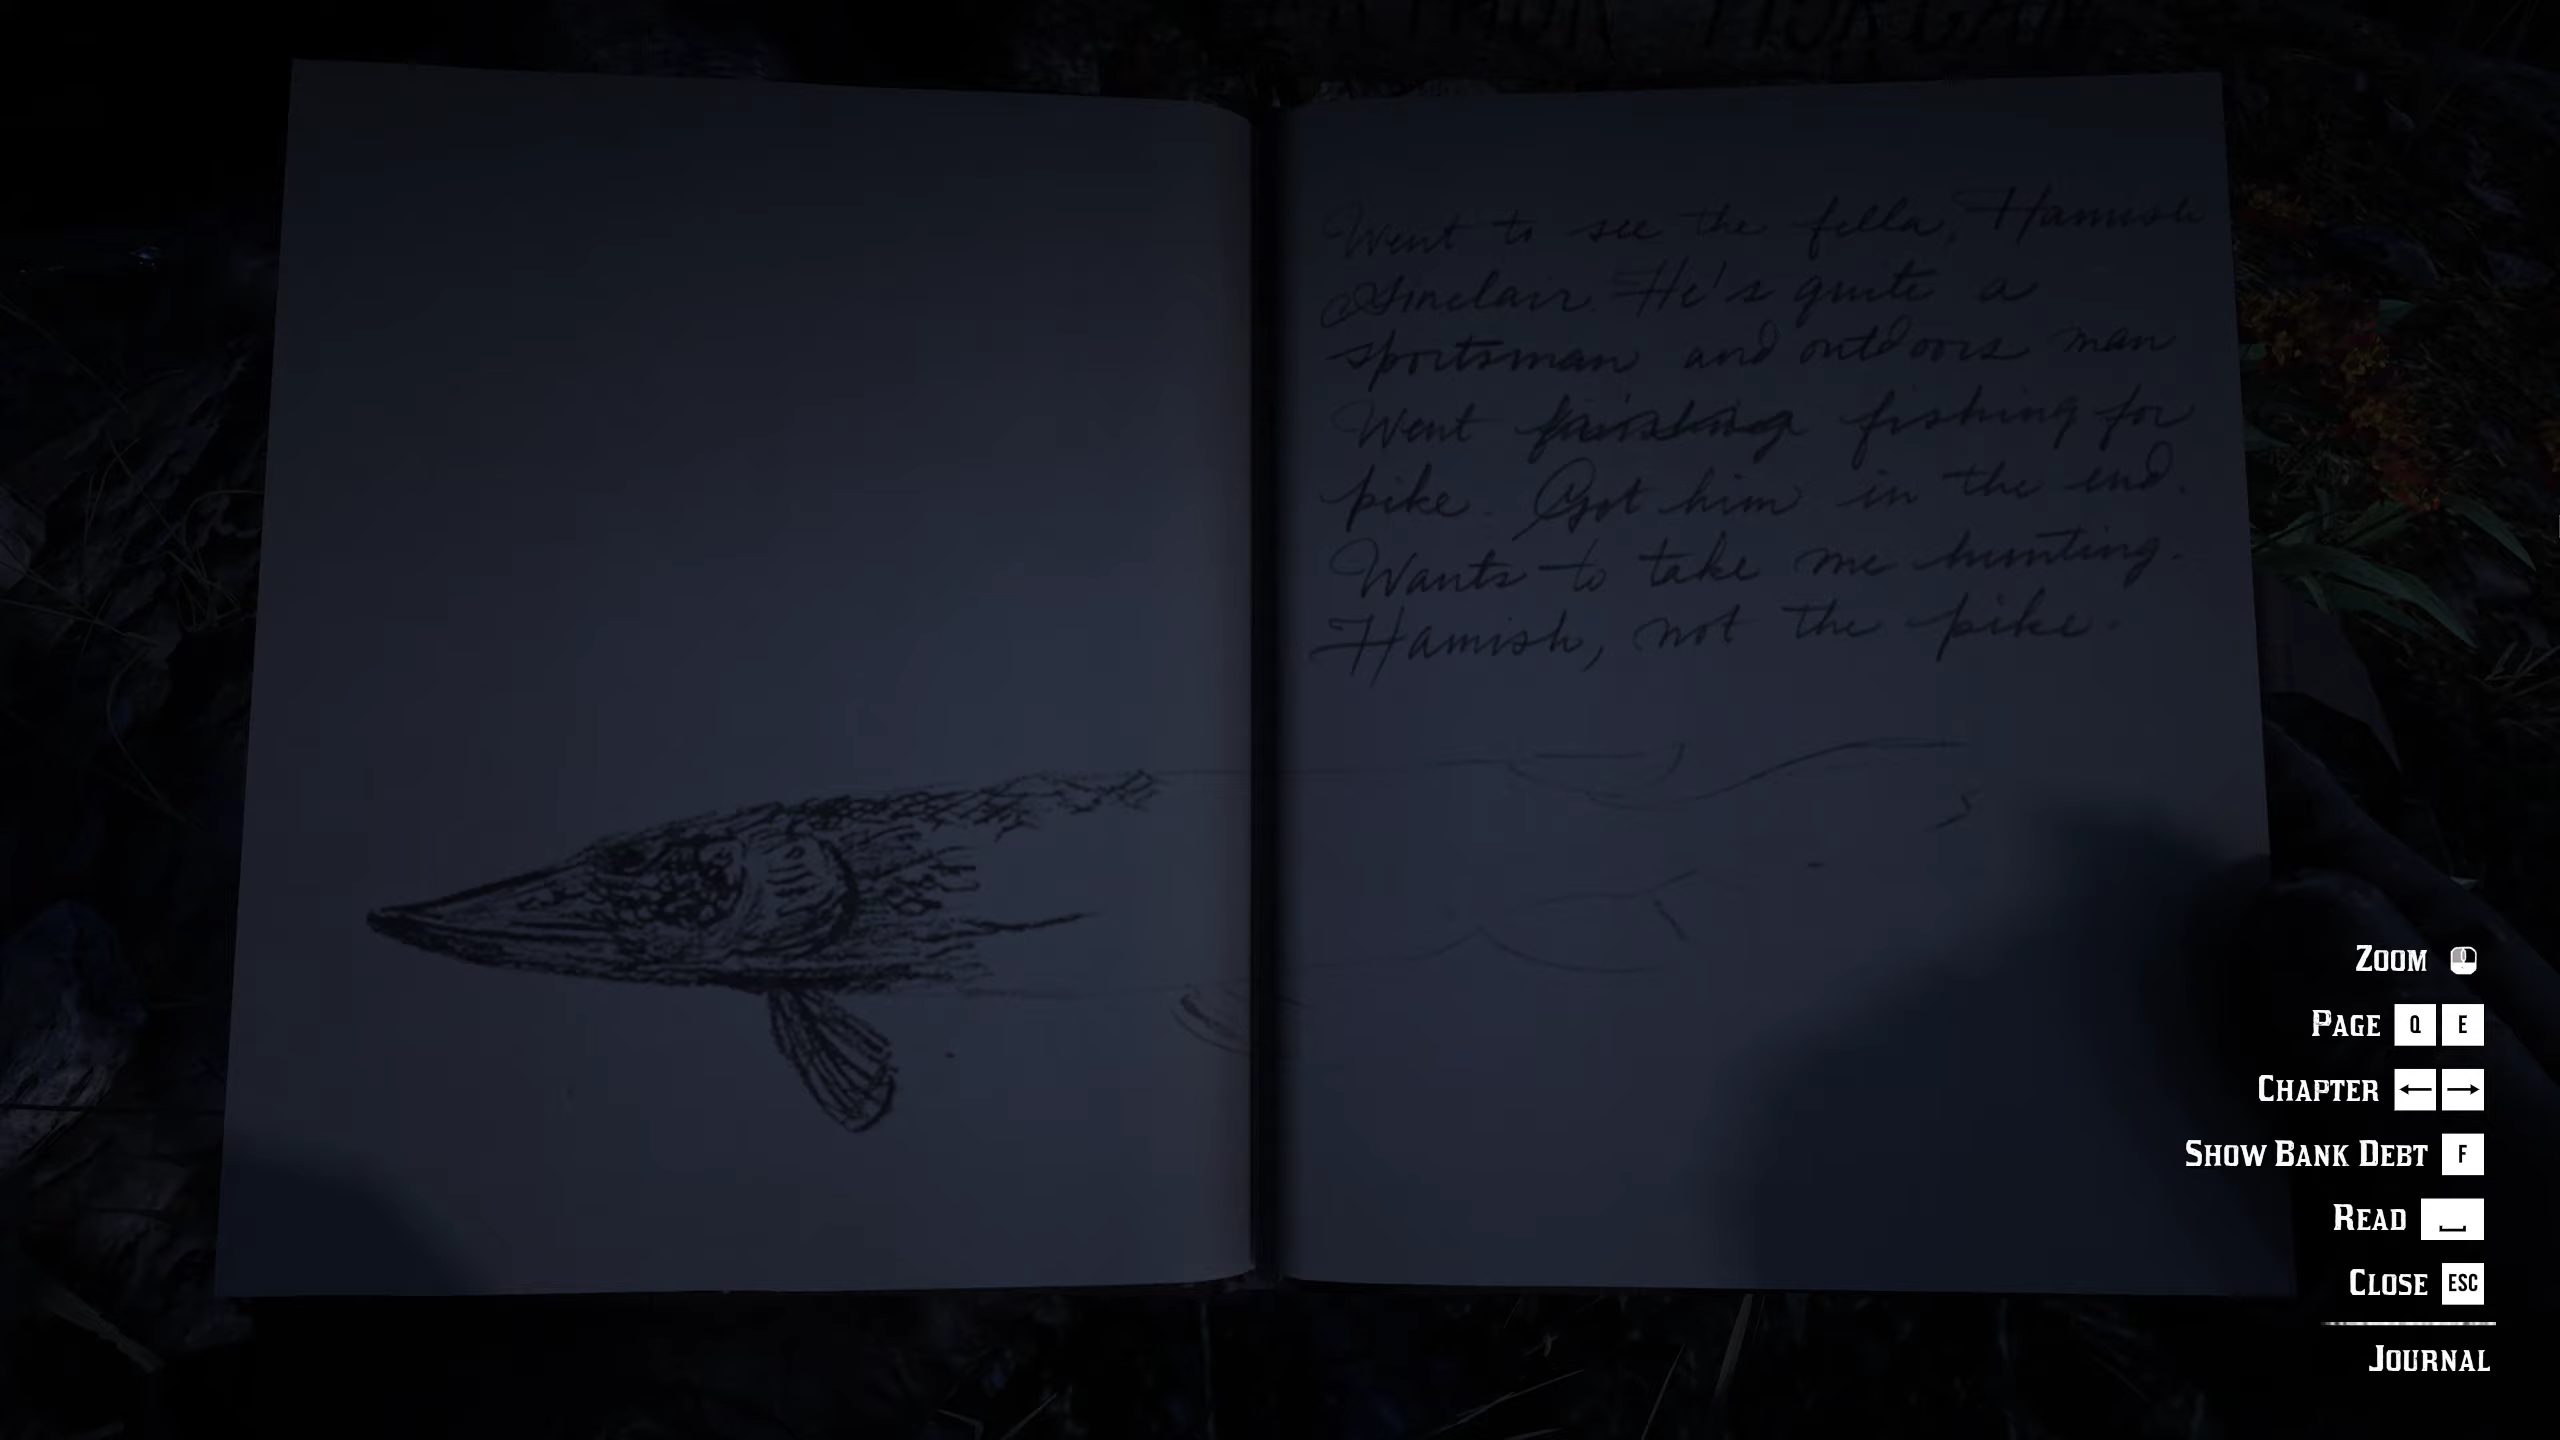 ARTHUR MORGAN
Went to see the fella, Hamish
Sinclair. He's quite a
sportsman and outdoors man
Went fishing for
pike. Got him in the end.
Wants to take me hunting.
Hamish, not the pike.
ZOOM
PAGE Q E
CHAPTER ← →
SHOW BANK DEBT F
READ
CLOSE ESC
JOURNAL